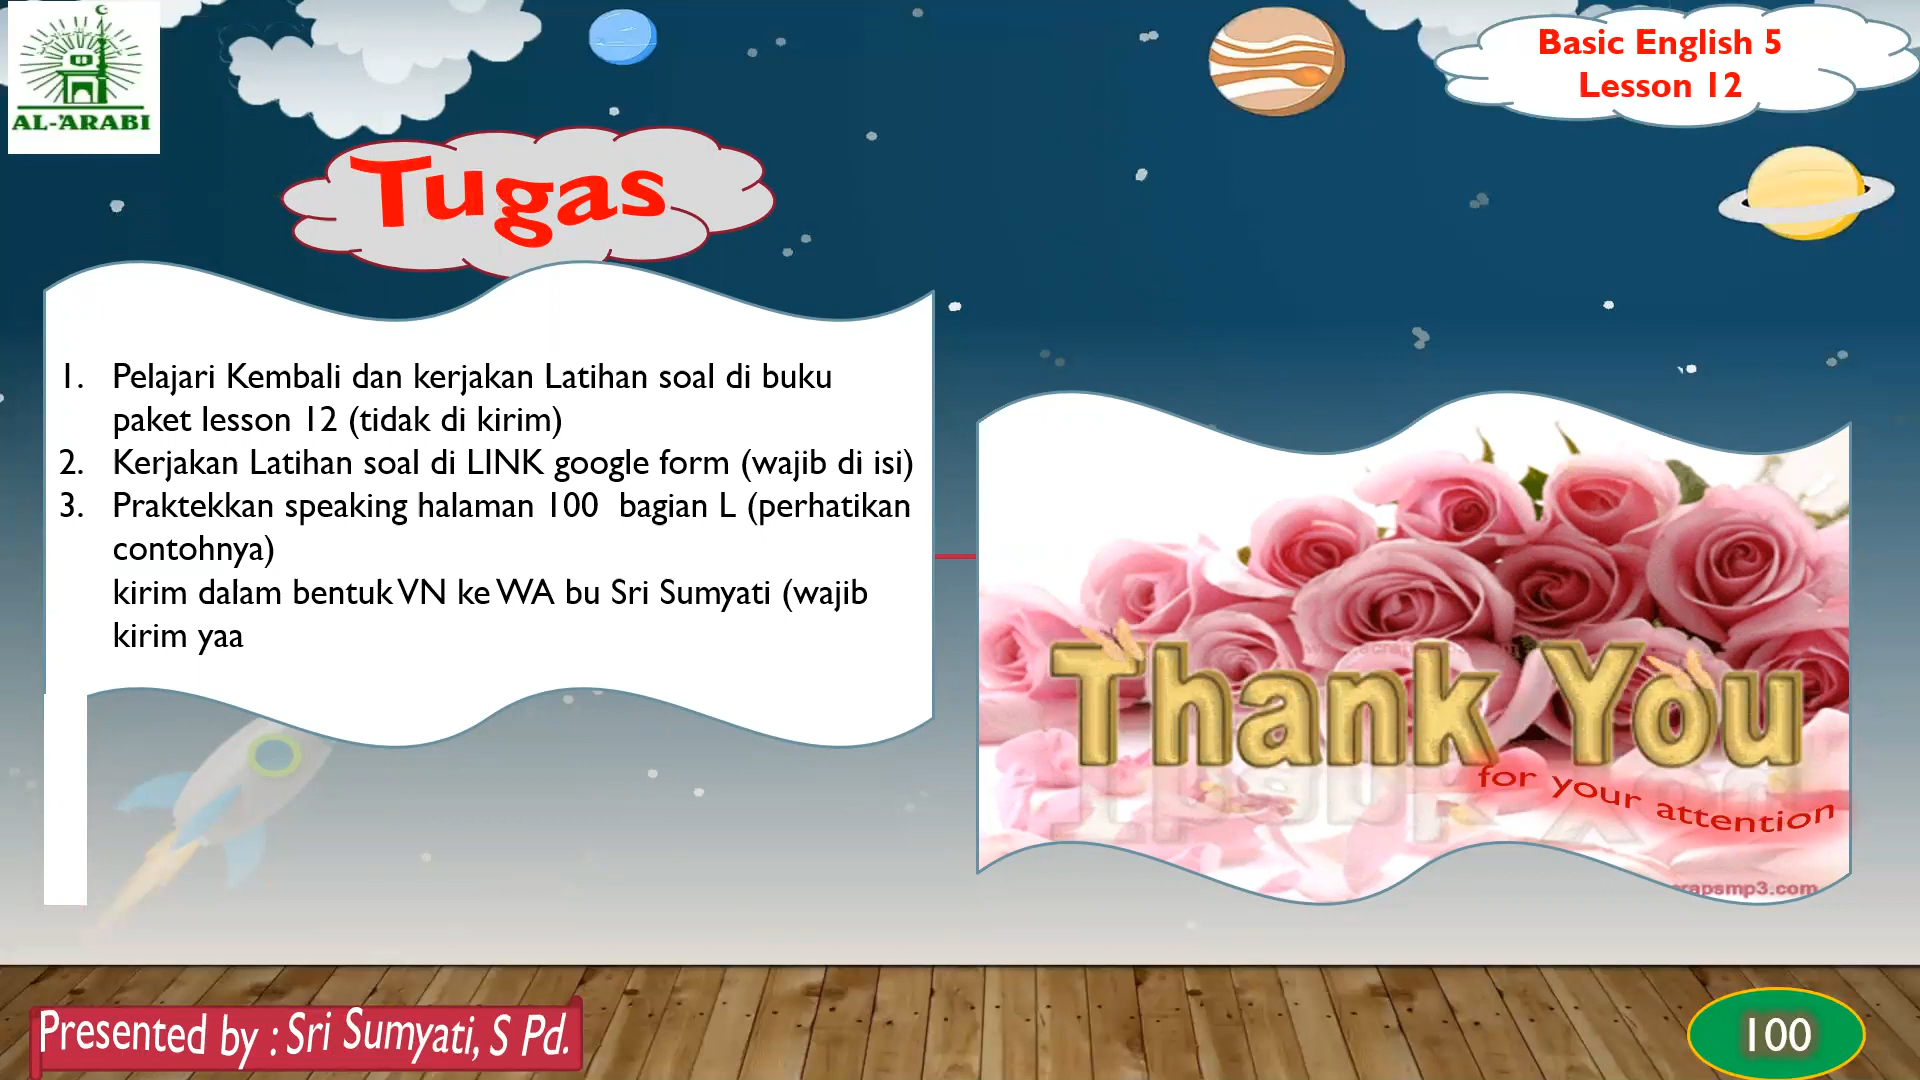 AL-'ARABI
Basic English 5
Lesson 12
Tugas
1. Pelajari Kembali dan kerjakan Latihan soal di buku
paket lesson 12 (tidak di kirim)
2. Kerjakan Latihan soal di LINK google form (wajib di isi)
3. Praktekkan speaking halaman 100 bagian L (perhatikan
contohnya)
kirim dalam bentuk VN ke WA bu Sri Sumyati (wajib
kirim yaa
Thank You
for your attention
Presented by : Sri Sumyati, S Pd.
100